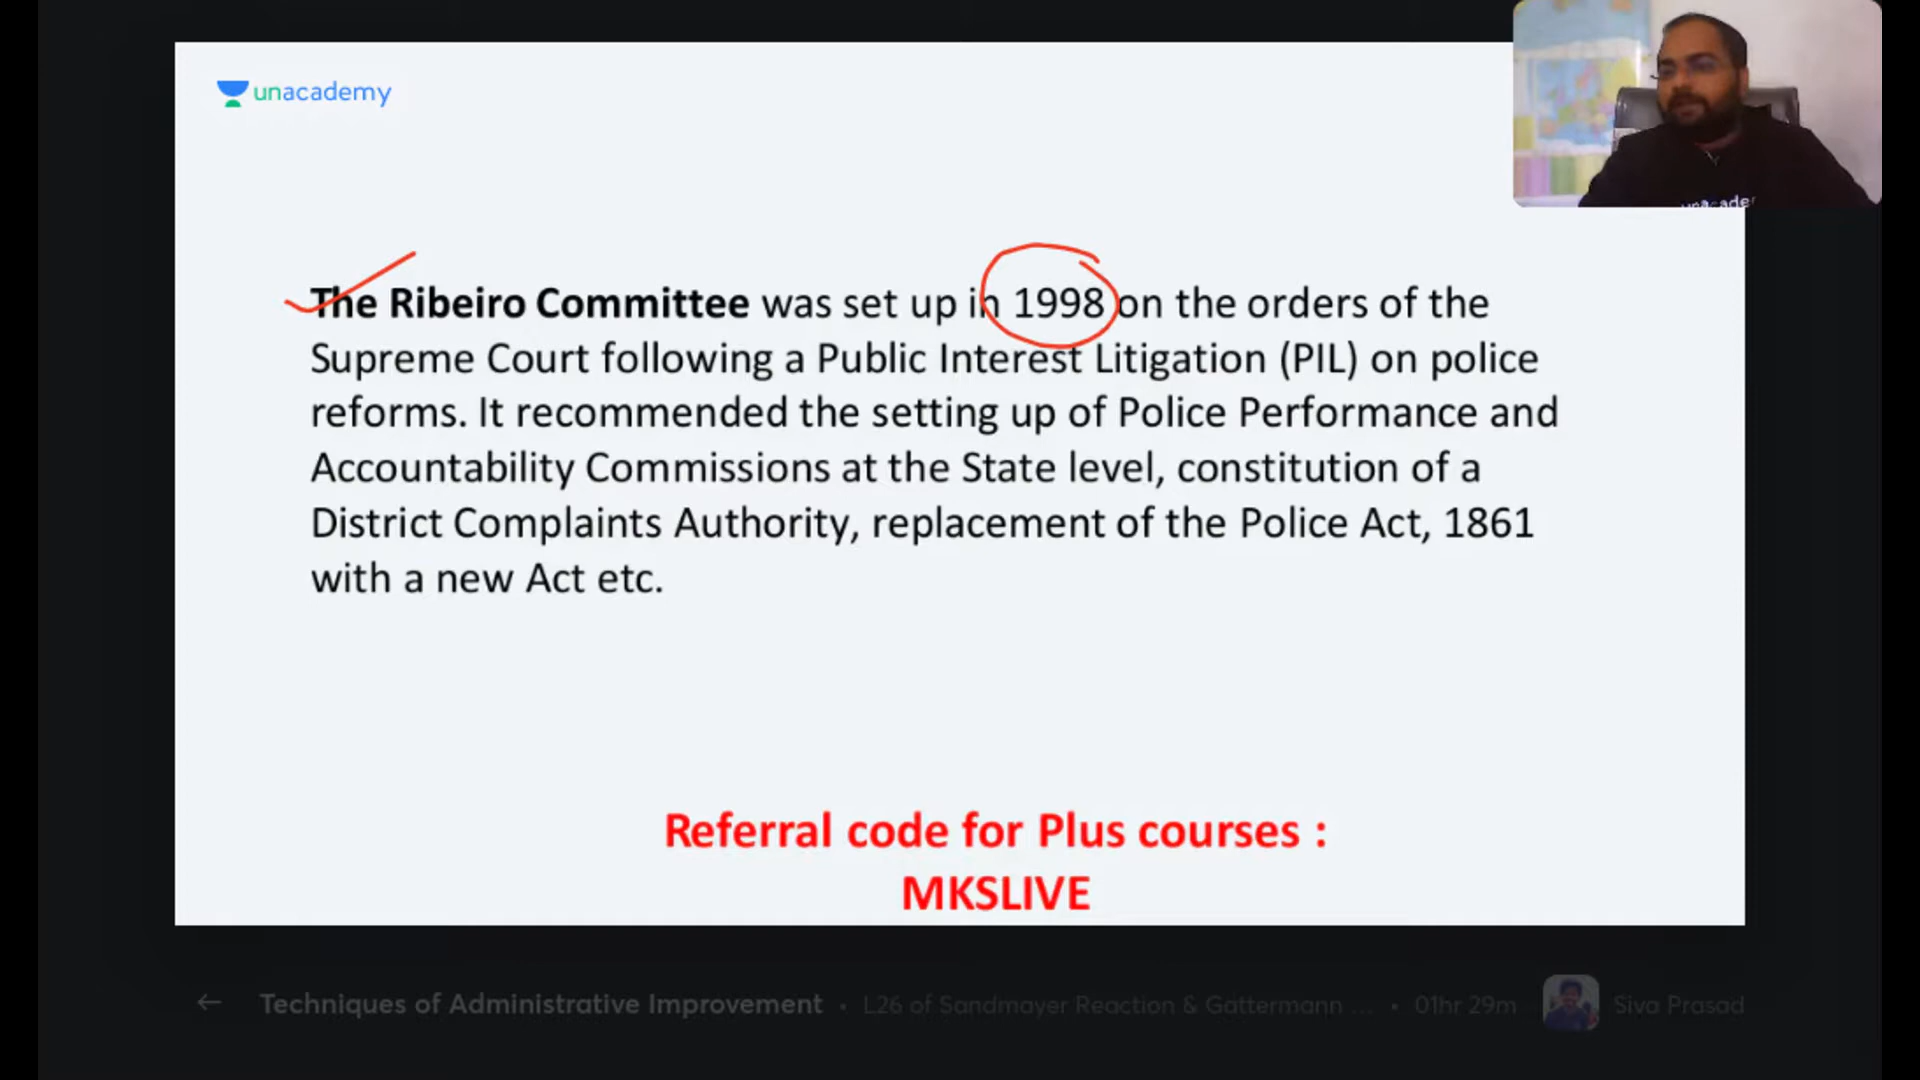 unacademy
The Ribeiro Committee was set up in 1998 on the orders of the
Supreme Court following a Public Interest Litigation (PIL) on police
reforms. It recommended the setting up of Police Performance and
Accountability Commissions at the State level, constitution of a
District Complaints Authority, replacement of the Police Act, 1861
with a new Act etc.
Referral code for Plus courses :
MKSLIVE
Techniques of Administrative Improvement • L26 of Sandmayer Reaction & Gattermann ... • 01hr 29m Siva Prasad